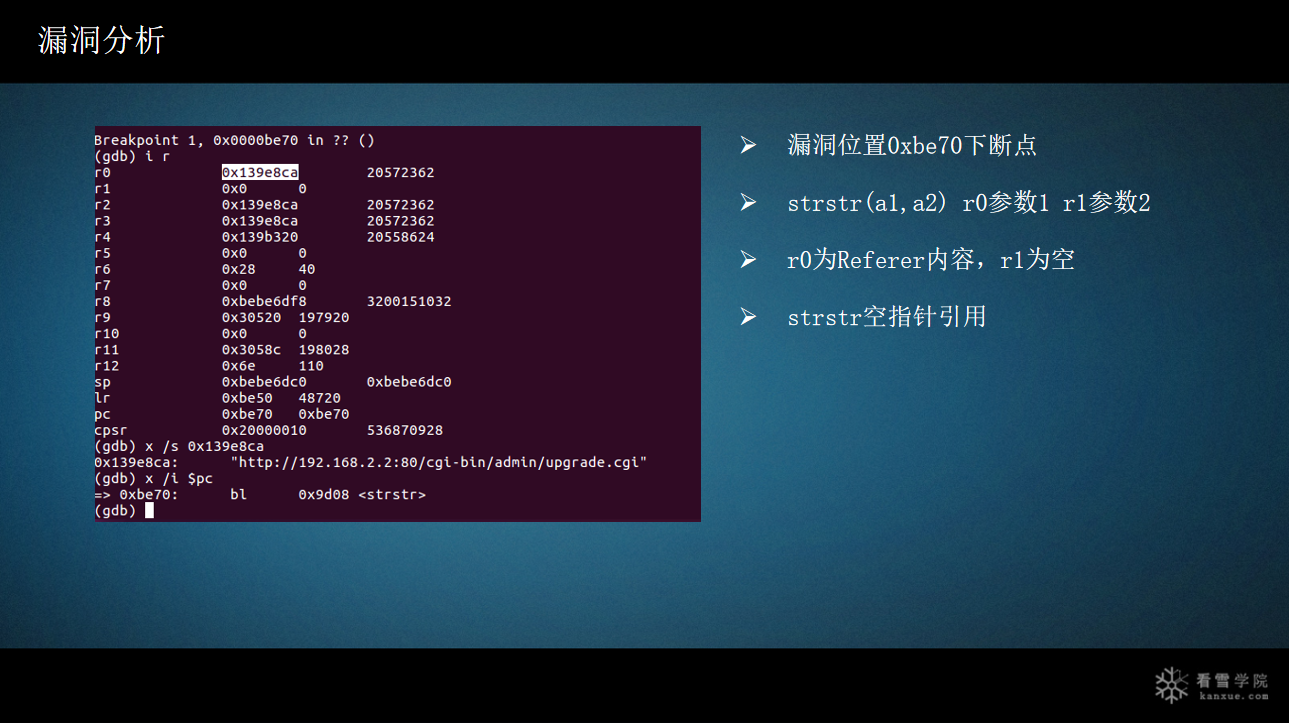 漏洞分析
Breakpoint 1, 0x0000be70 in ?? ()
(gdb) i r
r0 0x139e8ca 20572362
r1 0x0 0
r2 0x139e8ca 20572362
r3 0x139e8ca 20572362
r4 0x139b320 20558624
r5 0x0 0
r6 0x28 40
r7 0x0 0
r8 0xbebe6df8 3200151032
r9 0x30520 197920
r10 0x0 0
r11 0x3058c 198028
r12 0x6e 110
sp 0xbebe6dc0 0xbebe6dc0
lr 0xbe50 48720
pc 0xbe70 0xbe70
cpsr 0x20000010 536870928
(gdb) x /s 0x139e8ca
0x139e8ca: "http://192.168.2.2:80/cgi-bin/admin/upgrade.cgi"
(gdb) x /i $pc
=> 0xbe70: bl 0x9d08 <strstr>
(gdb)
➢ 漏洞位置0xbe70下断点
➢ strstr(a1,a2) r0参数1 r1参数2
➢ r0为Referer内容，r1为空
➢ strstr空指针引用
看雪学院
kanxue.com